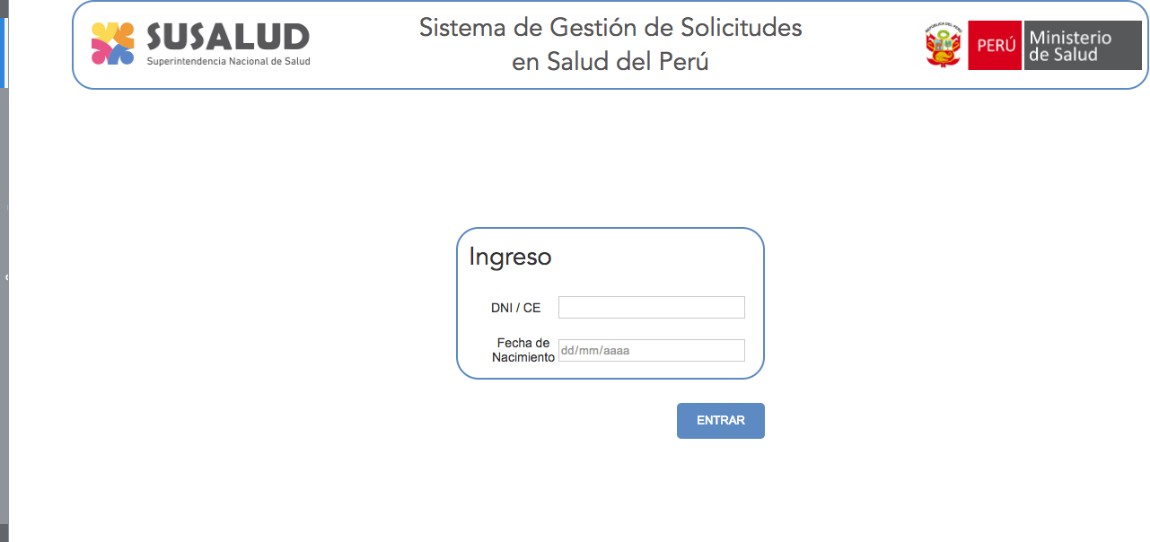 SUSALUD
Superintendencia Nacional de Salud
Sistema de Gestión de Solicitudes
en Salud del Perú
PERÚ
Ministerio
de Salud
Ingreso
DNI / CE
Fecha de
Nacimiento
dd/mm/aaaa
ENTRAR